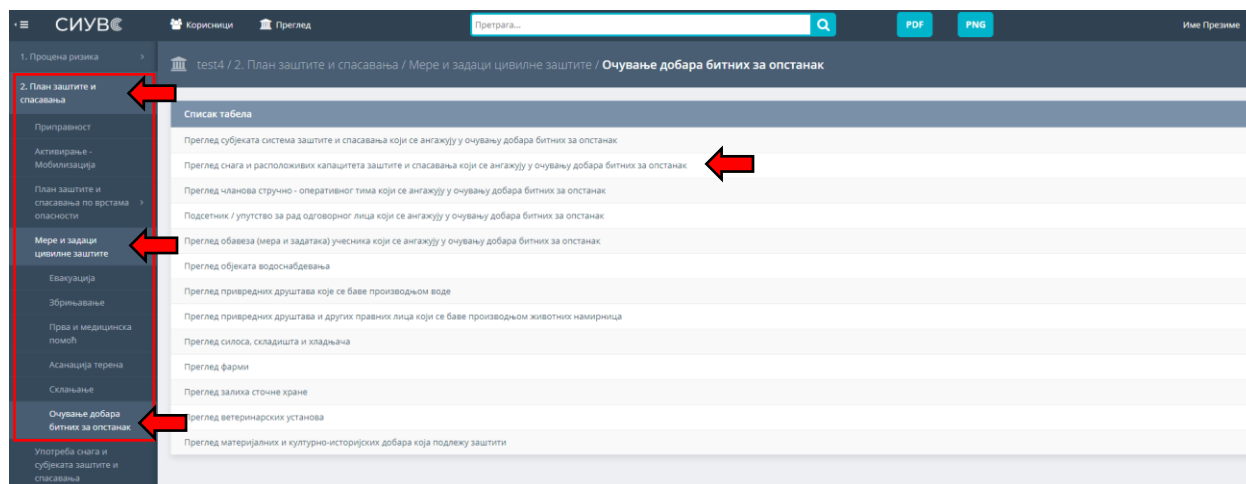 СИУВС
Корисници
Преглед
Претрага...
PDF
PNG
Име Презиме
1. Процена ризика
2. План заштите и
спасавања
Приправност
Активирање -
Мобилизација
План заштите и
спасавања по врстама
опасности
Мере и задаци
цивилне заштите
Евакуација
Збрињавање
Прва и медицинска
помоћ
Асанација терена
Склањање
Очување добара
битних за опстанак
Употреба снага и
субјеката заштите и
спасавања
test4 / 2. План заштите и спасавања / Мере и задаци цивилне заштите / Очување добара битних за опстанак
Списак табела
Преглед субјеката система заштите и спасавања који се ангажују у очувању добара битних за опстанак
Преглед снага и расположивих капацитета заштите и спасавања који се ангажују у очувању добара битних за опстанак
Преглед чланова стручно - оперативног тима који се ангажују у очувању добара битних за опстанак
Подсетник / упутство за рад одговорног лица који се ангажују у очувању добара битних за опстанак
Преглед обавеза (мера и задатака) учесника који се ангажују у очувању добара битних за опстанак
Преглед објеката водоснабдевања
Преглед привредних друштава које се баве производњом воде
Преглед привредних друштава и других правних лица који се баве производњом животних намирница
Преглед силоса, складишта и хладњача
Преглед фарми
Преглед залиха сточне хране
Преглед ветеринарских установа
Преглед материјалних и културно-историјских добара која подлежу заштити